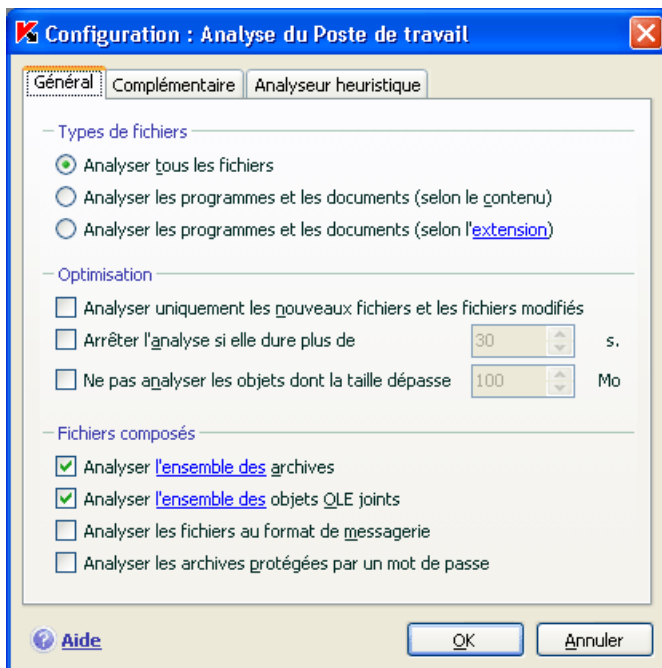 Configuration : Analyse du Poste de travail
Général Complémentaire Analyseur heuristique
Types de fichiers
Analyser tous les fichiers
Analyser les programmes et les documents (selon le contenu)
Analyser les programmes et les documents (selon l'extension)
Optimisation
Analyser uniquement les nouveaux fichiers et les fichiers modifiés
Arrêter l'analyse si elle dure plus de 30 s.
Ne pas analyser les objets dont la taille dépasse 100 Mo
Fichiers composés
Analyser l'ensemble des archives
Analyser l'ensemble des objets OLE joints
Analyser les fichiers au format de messagerie
Analyser les archives protégées par un mot de passe
Aide OK Annuler